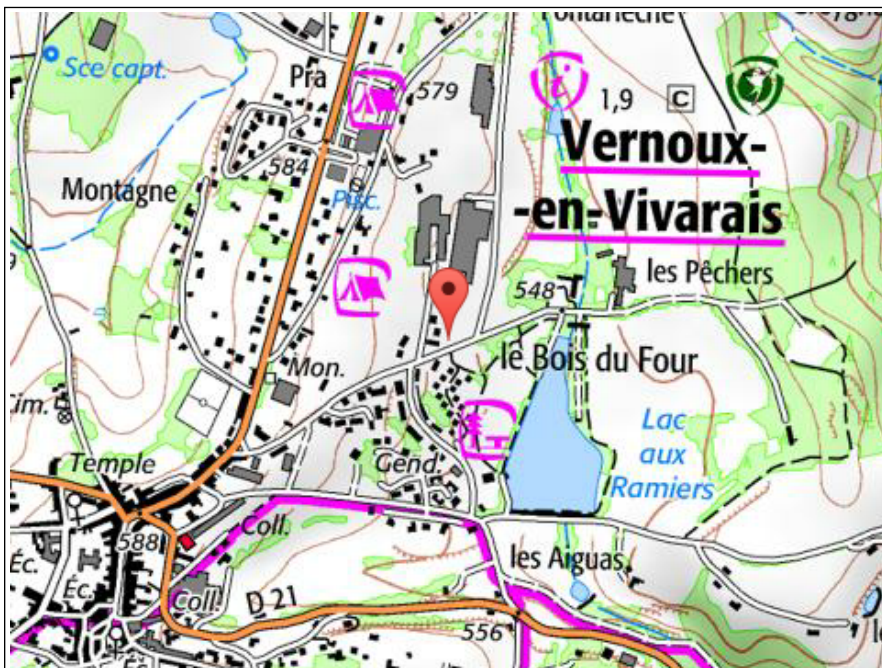 Sce capt.
Pra
579
1,9
C
Vernoux-
-en-Vivarais
584
Montagne
Pisc.
les Pêchers
548
le Bois du Four
Mon.
Cim.
Lac
aux
Ramiers
Temple
Gend.
588
Coll.
Éc.
les Aiguas
Éc.
Coll.
D 21
556